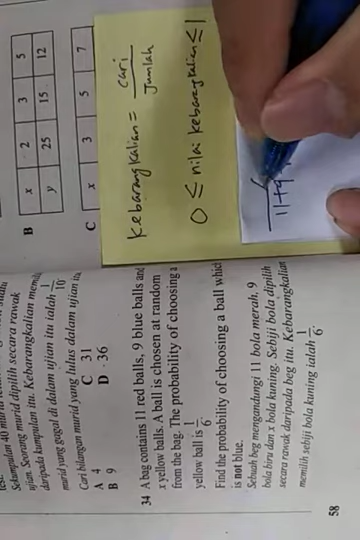 B
x 2 3 5
y 25 15 12
C
x 3 5 7
Kebarangkalian = cari
Jumlah
0 ≤ nilai kebarangkalian ≤ 1
Sekumpulan 40 murid
ujian. Seorang murid dipilih secara rawak
daripada kumpulan itu. Kebarangkalian
murid yang gagal di dalam ujian itu ialah 1/10.
Cari bilangan murid yang lulus dalam ujian
A 4 C 31
B 9 D 36
34 A bag contains 11 red balls, 9 blue balls and
x yellow balls. A ball is chosen at random
from the bag. The probability of choosing a
yellow ball is 1/6.
Find the probability of choosing a ball which
is not blue.
Sebuah beg mengandungi 11 bola merah, 9
bola biru dan x bola kuning. Sebiji bola dipilih
secara rawak daripada beg itu. Kebarangkalian
memilih sebiji bola kuning ialah 1/6.
58